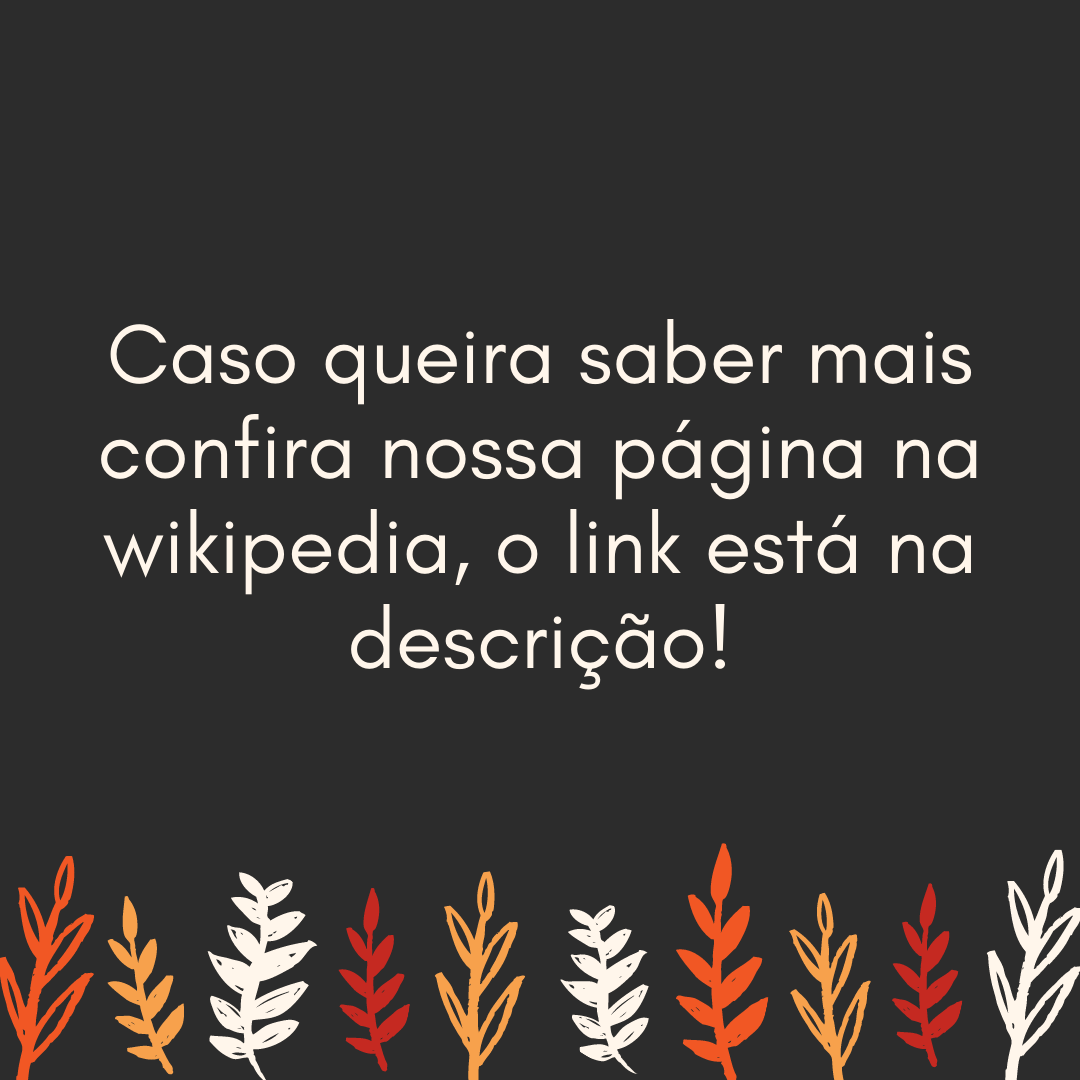 Caso queira saber mais
confira nossa página na
wikipedia, o link está na
descrição!